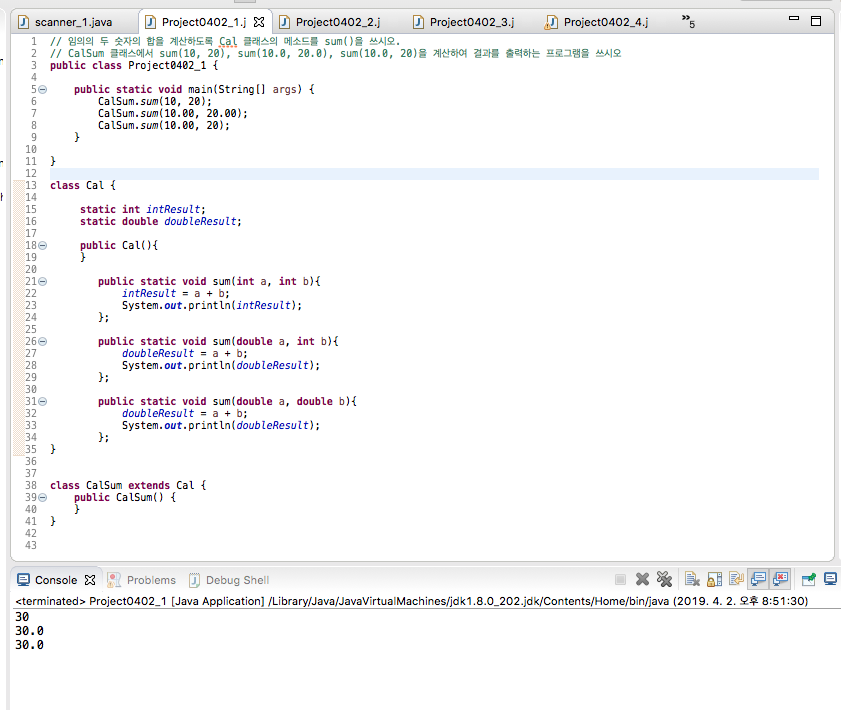 scanner_1.java
Project0402_1.j
Project0402_2.j
Project0402_3.j
Project0402_4.j
»5
1 // 임의의 두 숫자의 합을 계산하도록 Cal 클래스의 메소드를 sum()을 쓰시오.
2 // CalSum 클래스에서 sum(10, 20), sum(10.0, 20.0), sum(10.0, 20)을 계산하여 결과를 출력하는 프로그램을 쓰시오
3 public class Project0402_1 {
4
5 public static void main(String[] args) {
6 CalSum.sum(10, 20);
7 CalSum.sum(10.00, 20.00);
8 CalSum.sum(10.00, 20);
9 }
10
11 }
12
13 class Cal {
14
15 static int intResult;
16 static double doubleResult;
17
18 public Cal(){
19 }
20
21 public static void sum(int a, int b){
22 intResult = a + b;
23 System.out.println(intResult);
24 };
25
26 public static void sum(double a, int b){
27 doubleResult = a + b;
28 System.out.println(doubleResult);
29 };
30
31 public static void sum(double a, double b){
32 doubleResult = a + b;
33 System.out.println(doubleResult);
34 };
35 }
36
37
38 class CalSum extends Cal {
39 public CalSum() {
40 }
41 }
42
43
Console
Problems
Debug Shell
<terminated> Project0402_1 [Java Application] /Library/Java/JavaVirtualMachines/jdk1.8.0_202.jdk/Contents/Home/bin/java (2019. 4. 2. 오후 8:51:30)
30
30.0
30.0